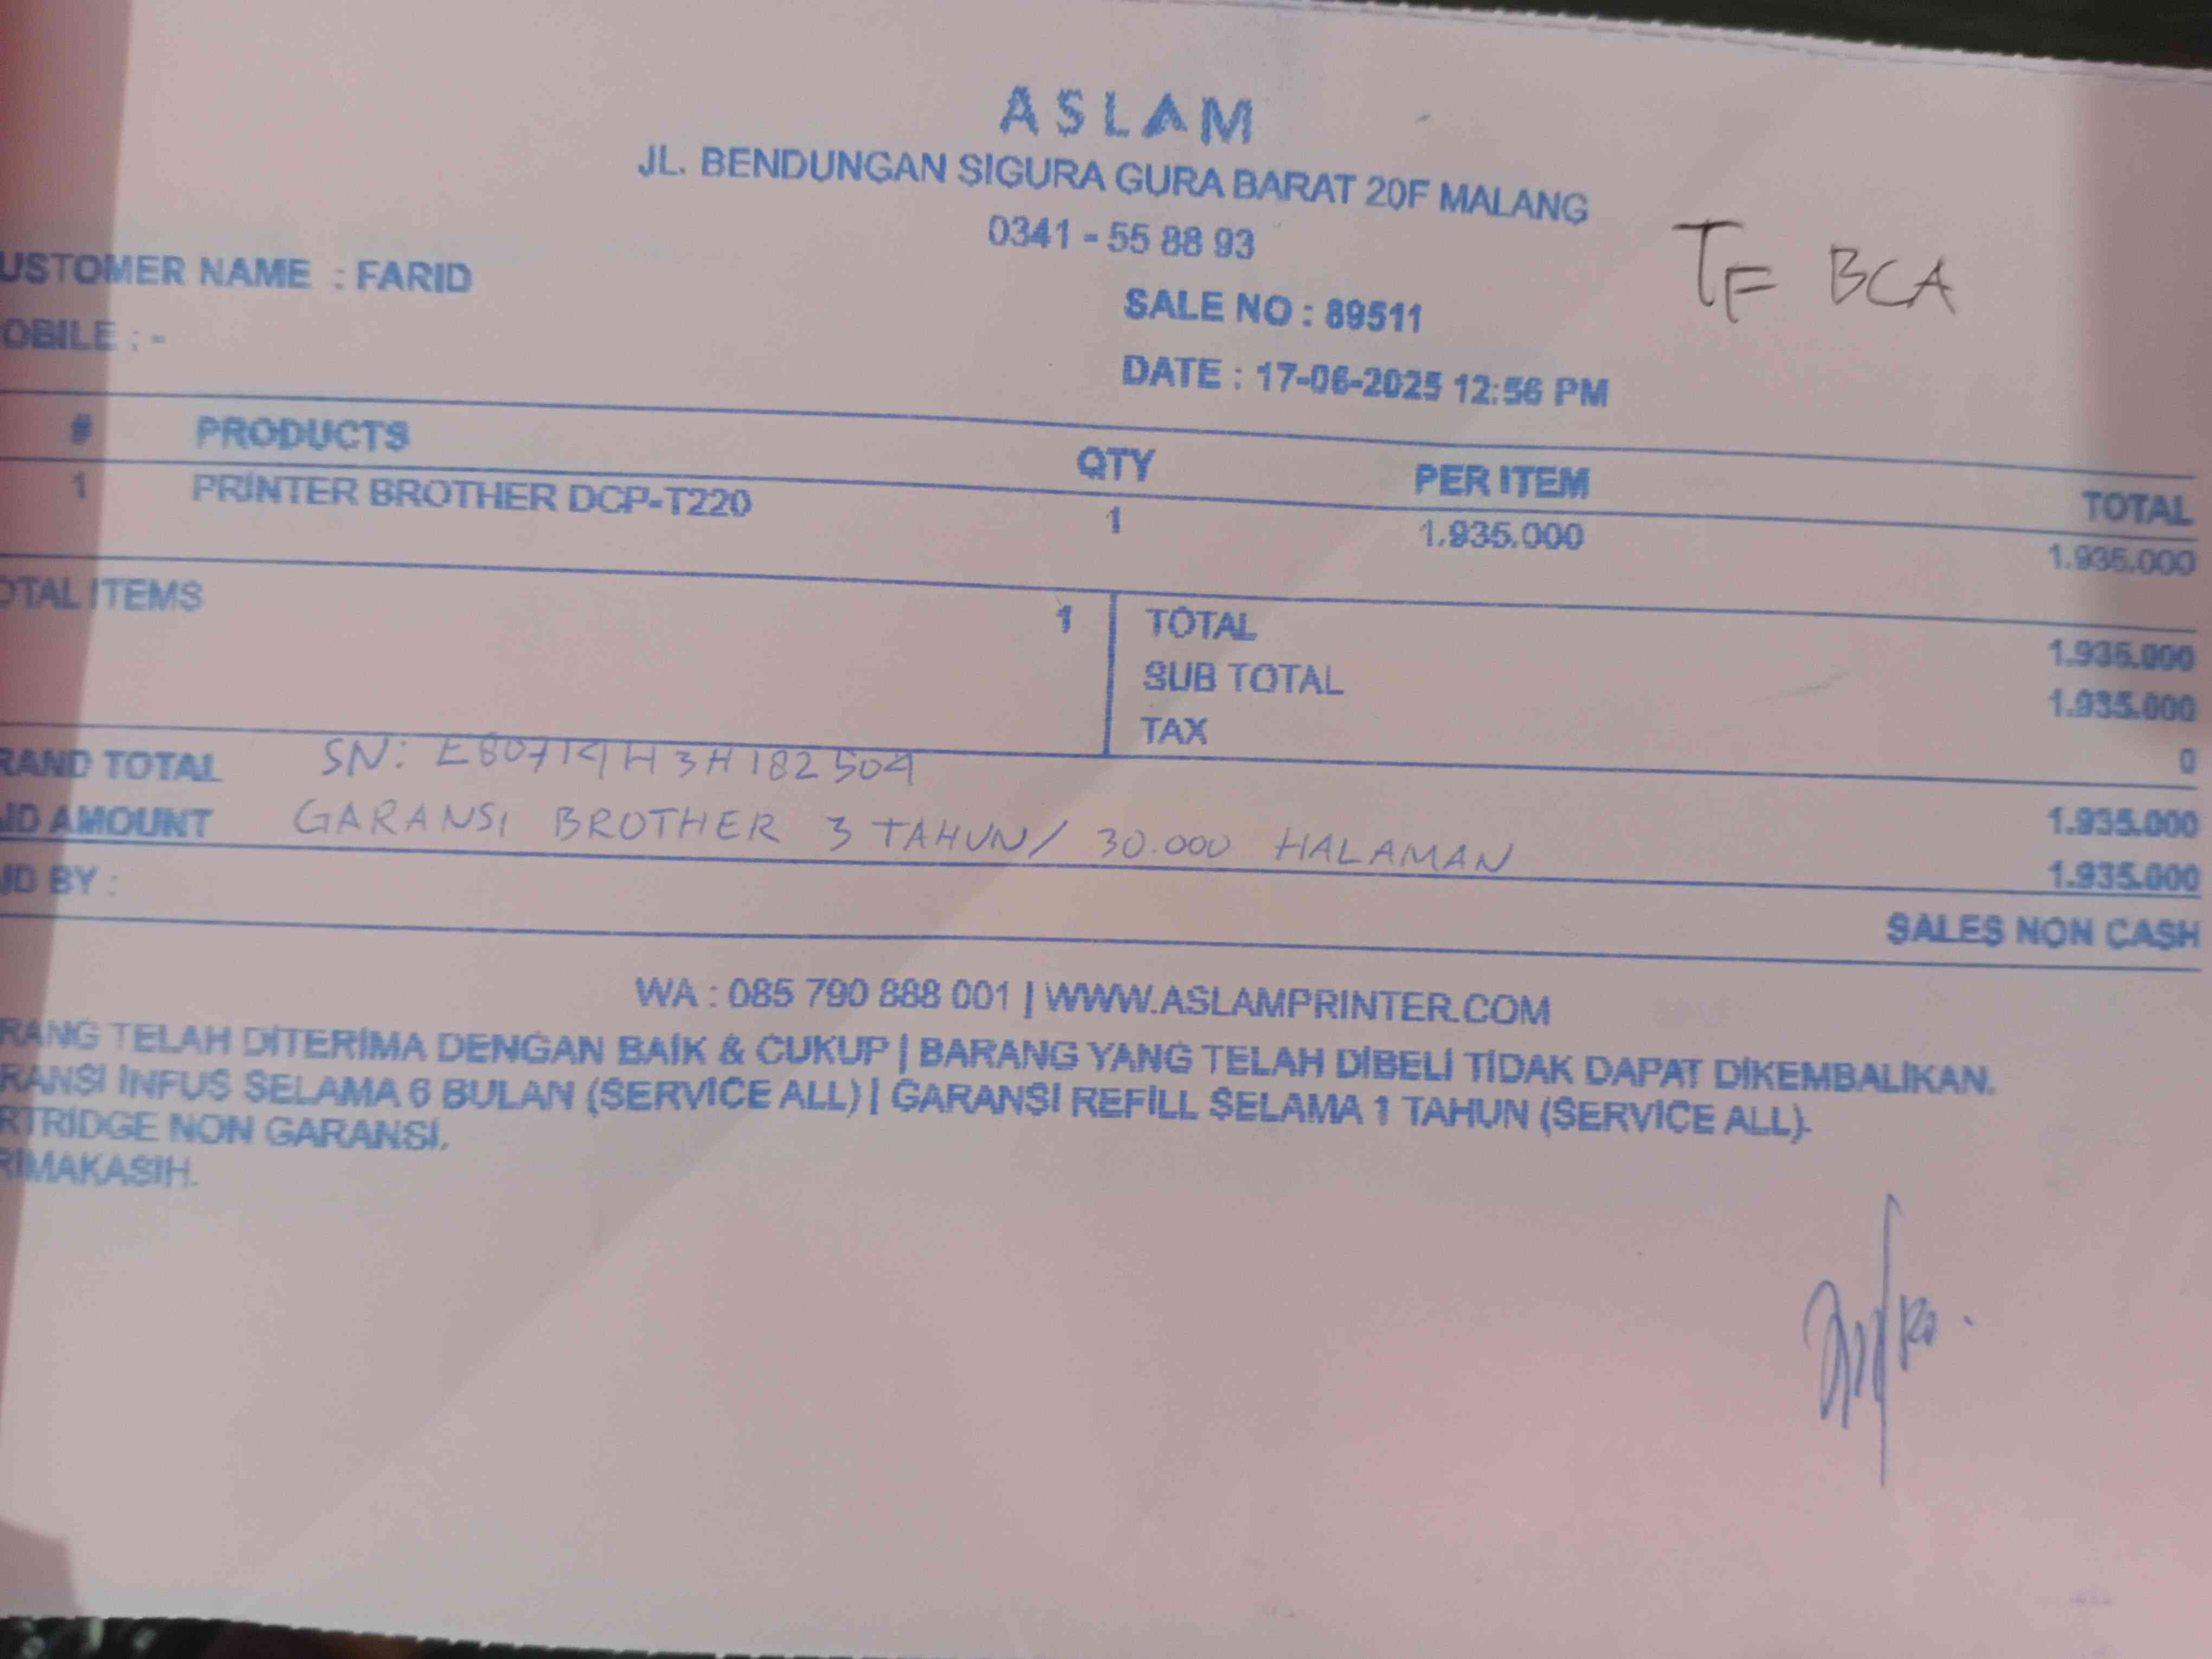 ASLAM
JL. BENDUNGAN SIGURA GURA BARAT 20F MALANG
0341 - 55 88 93
TF BCA
USTOMER NAME : FARID
SALE NO : 89511
OBILE : -
DATE : 17-06-2025 12:56 PM
# PRODUCTS QTY PER ITEM TOTAL
1 PRINTER BROTHER DCP-T220 1 1.935.000 1.935.000
OTAL ITEMS 1 TOTAL 1.935.000
SUB TOTAL 1.935.000
TAX 0
RAND TOTAL SN: 1.935.000
ID AMOUNT GARANSI BROTHER 3 TAHUN/ 30.000 HALAMAN 1.935.000
ID BY : SALES NON CASH
WA : 085 790 888 001 | WWW.ASLAMPRINTER.COM
RANG TELAH DITERIMA DENGAN BAIK & CUKUP | BARANG YANG TELAH DIBELI TIDAK DAPAT DIKEMBALIKAN.
RANSI INFUS SELAMA 6 BULAN (SERVICE ALL) | GARANSI REFILL SELAMA 1 TAHUN (SERVICE ALL).
RTRIDGE NON GARANSI.
RIMAKASIH.